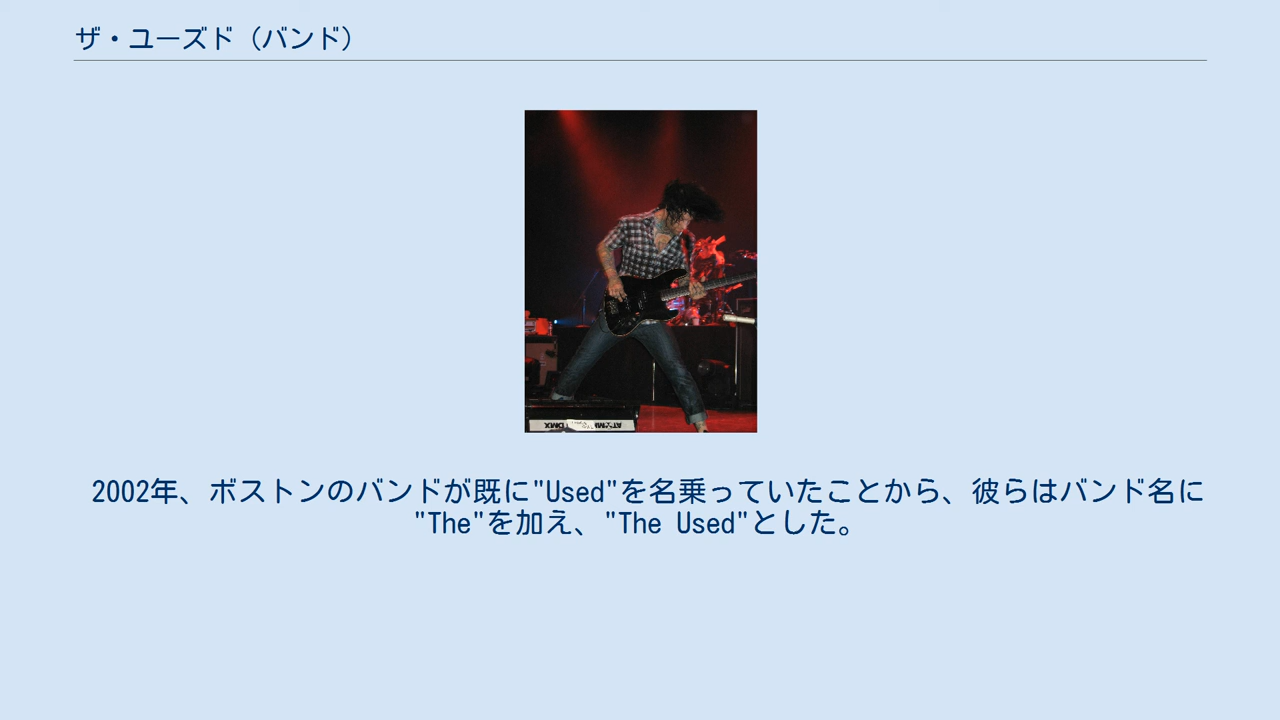 ザ・ユーズド（バンド）
2002年、ボストンのバンドが既に"Used"を名乗っていたことから、彼らはバンド名に
"The"を加え、"The Used"とした。
DMX